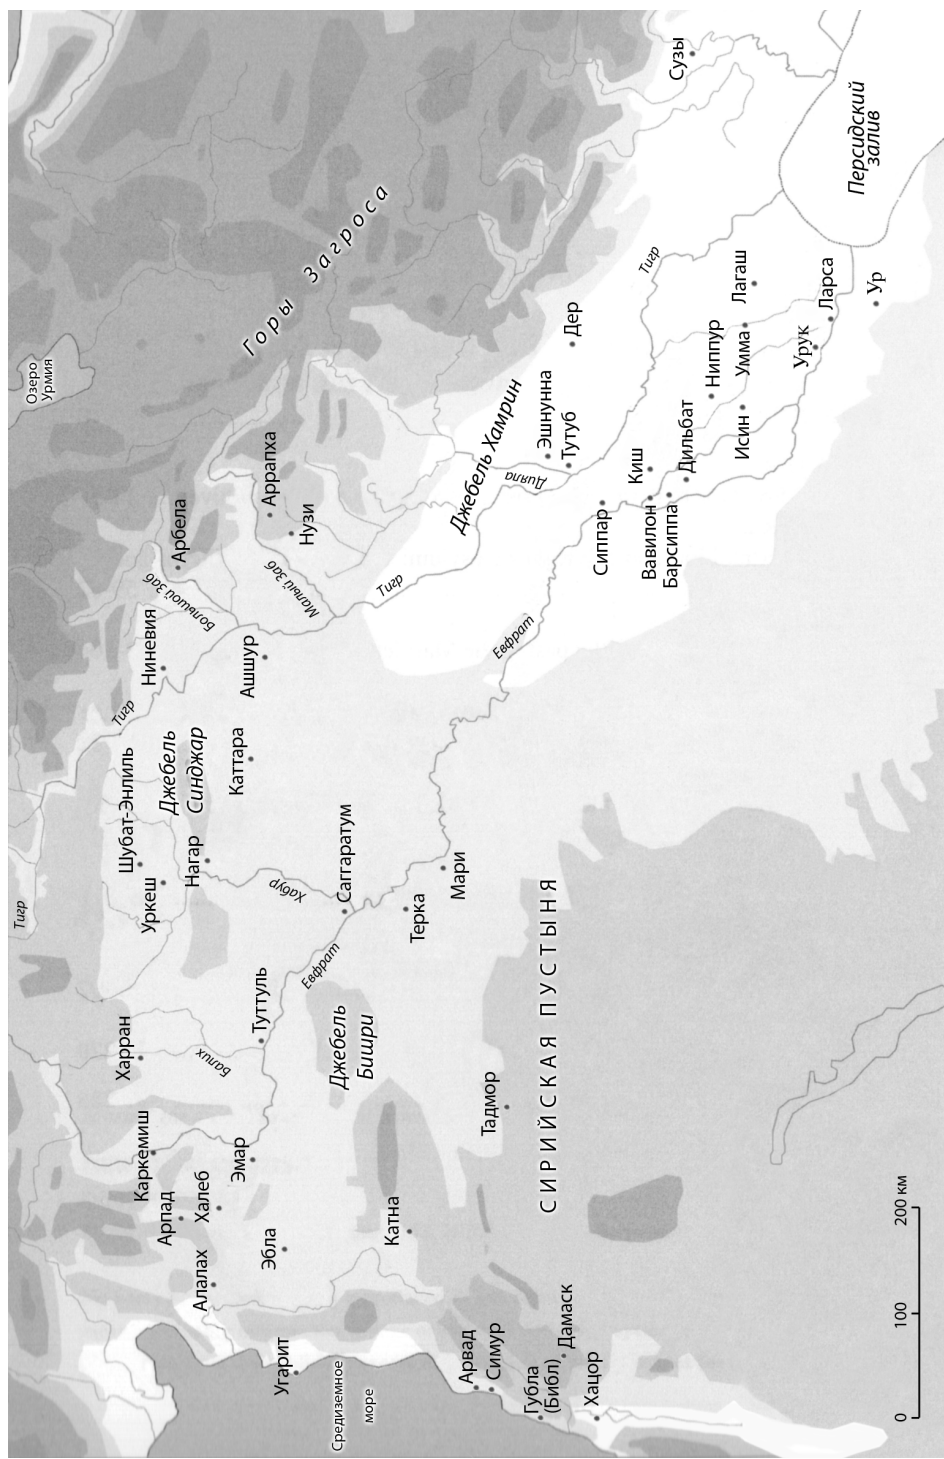 Озеро
Урмия
Горы Загроса
Сузы
Персидский
залив
Тигр
Тигр
Шубат-Энлиль
Уркеш
Джебель
Синджар
Нагар
Каттара
Ниневия
Большой Заб
Арбела
Аррапха
Нузи
Малый Заб
Ашшур
Тигр
Джебель Хамрин
Дияла
Эшнунна
Тутуб
Дер
Тигр
Харран
Балих
Туттуль
Хабур
Саггаратум
Евфрат
Терка
Мари
Евфрат
Сиппар
Киш
Вавилон
Барсиппа
Дильбат
Ниппур
Исин
Умма
Лагаш
Урук
Ларса
Ур
Каркемиш
Арпад
Халеб
Эмар
Алалах
Эбла
Джебель
Бишри
Катна
Тадмор
СИРИЙСКАЯ ПУСТЫНЯ
Угарит
Средиземное
море
Арвад
Симур
Губла
(Библ)
Дамаск
Хацор
0 100 200 км